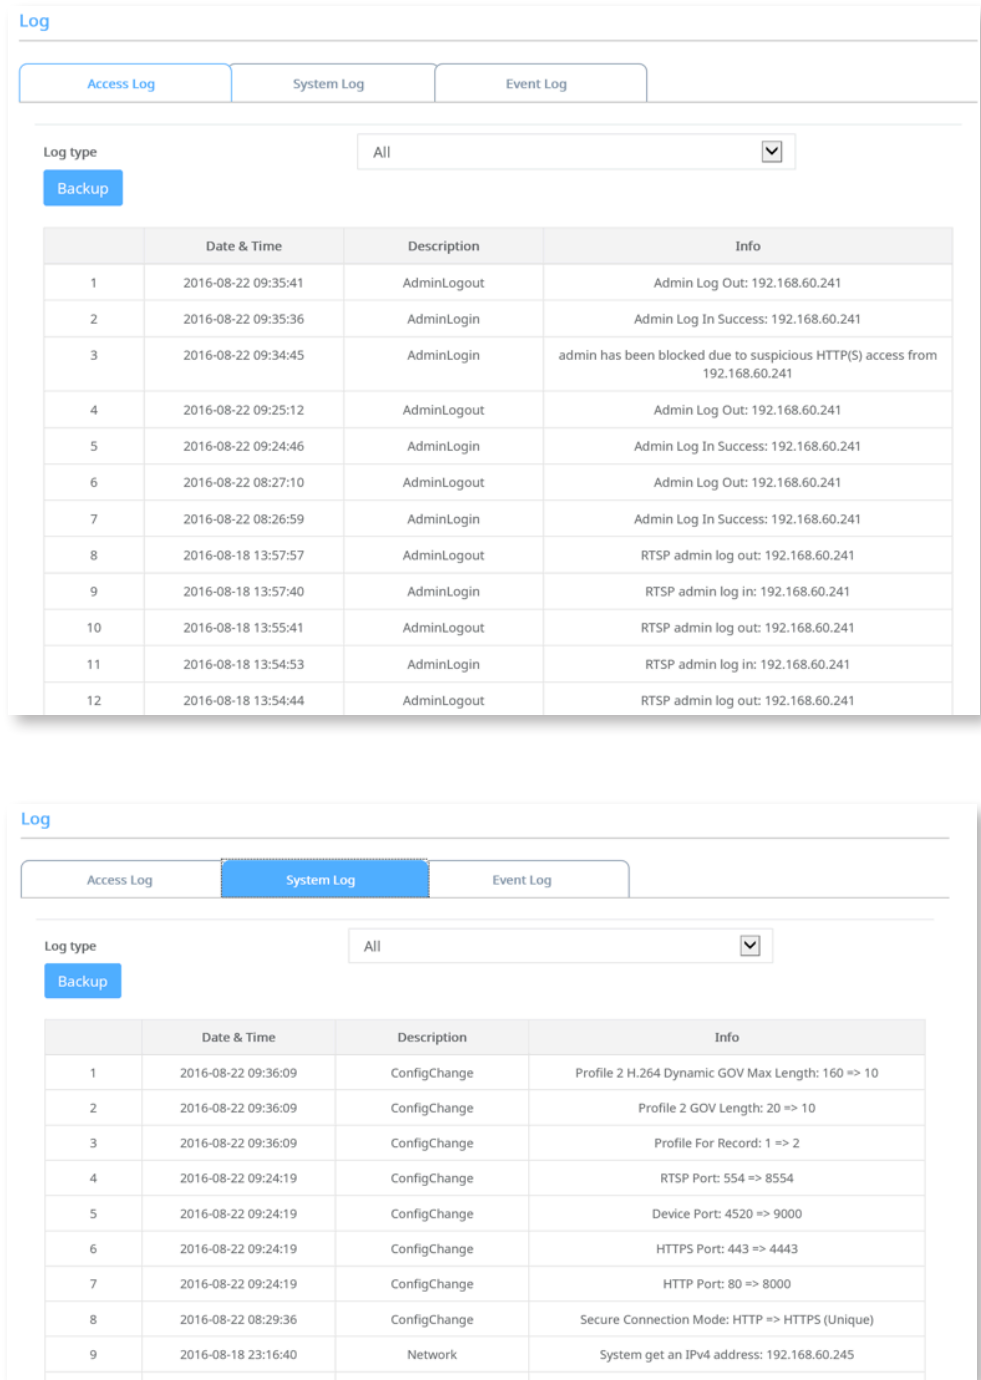 Log
Access Log System Log Event Log
Log type All
Backup
Date & Time Description Info
1 2016-08-22 09:35:41 AdminLogout Admin Log Out: 192.168.60.241
2 2016-08-22 09:35:36 AdminLogin Admin Log In Success: 192.168.60.241
3 2016-08-22 09:34:45 AdminLogin admin has been blocked due to suspicious HTTP(S) access from
192.168.60.241
4 2016-08-22 09:25:12 AdminLogout Admin Log Out: 192.168.60.241
5 2016-08-22 09:24:46 AdminLogin Admin Log In Success: 192.168.60.241
6 2016-08-22 08:27:10 AdminLogout Admin Log Out: 192.168.60.241
7 2016-08-22 08:26:59 AdminLogin Admin Log In Success: 192.168.60.241
8 2016-08-18 13:57:57 AdminLogout RTSP admin log out: 192.168.60.241
9 2016-08-18 13:57:40 AdminLogin RTSP admin log in: 192.168.60.241
10 2016-08-18 13:55:41 AdminLogout RTSP admin log out: 192.168.60.241
11 2016-08-18 13:54:53 AdminLogin RTSP admin log in: 192.168.60.241
12 2016-08-18 13:54:44 AdminLogout RTSP admin log out: 192.168.60.241
Log
Access Log System Log Event Log
Log type All
Backup
Date & Time Description Info
1 2016-08-22 09:36:09 ConfigChange Profile 2 H.264 Dynamic GOV Max Length: 160 => 10
2 2016-08-22 09:36:09 ConfigChange Profile 2 GOV Length: 20 => 10
3 2016-08-22 09:36:09 ConfigChange Profile For Record: 1 => 2
4 2016-08-22 09:24:19 ConfigChange RTSP Port: 554 => 8554
5 2016-08-22 09:24:19 ConfigChange Device Port: 4520 => 9000
6 2016-08-22 09:24:19 ConfigChange HTTPS Port: 443 => 4443
7 2016-08-22 09:24:19 ConfigChange HTTP Port: 80 => 8000
8 2016-08-22 08:29:36 ConfigChange Secure Connection Mode: HTTP => HTTPS (Unique)
9 2016-08-18 23:16:40 Network System get an IPv4 address: 192.168.60.245